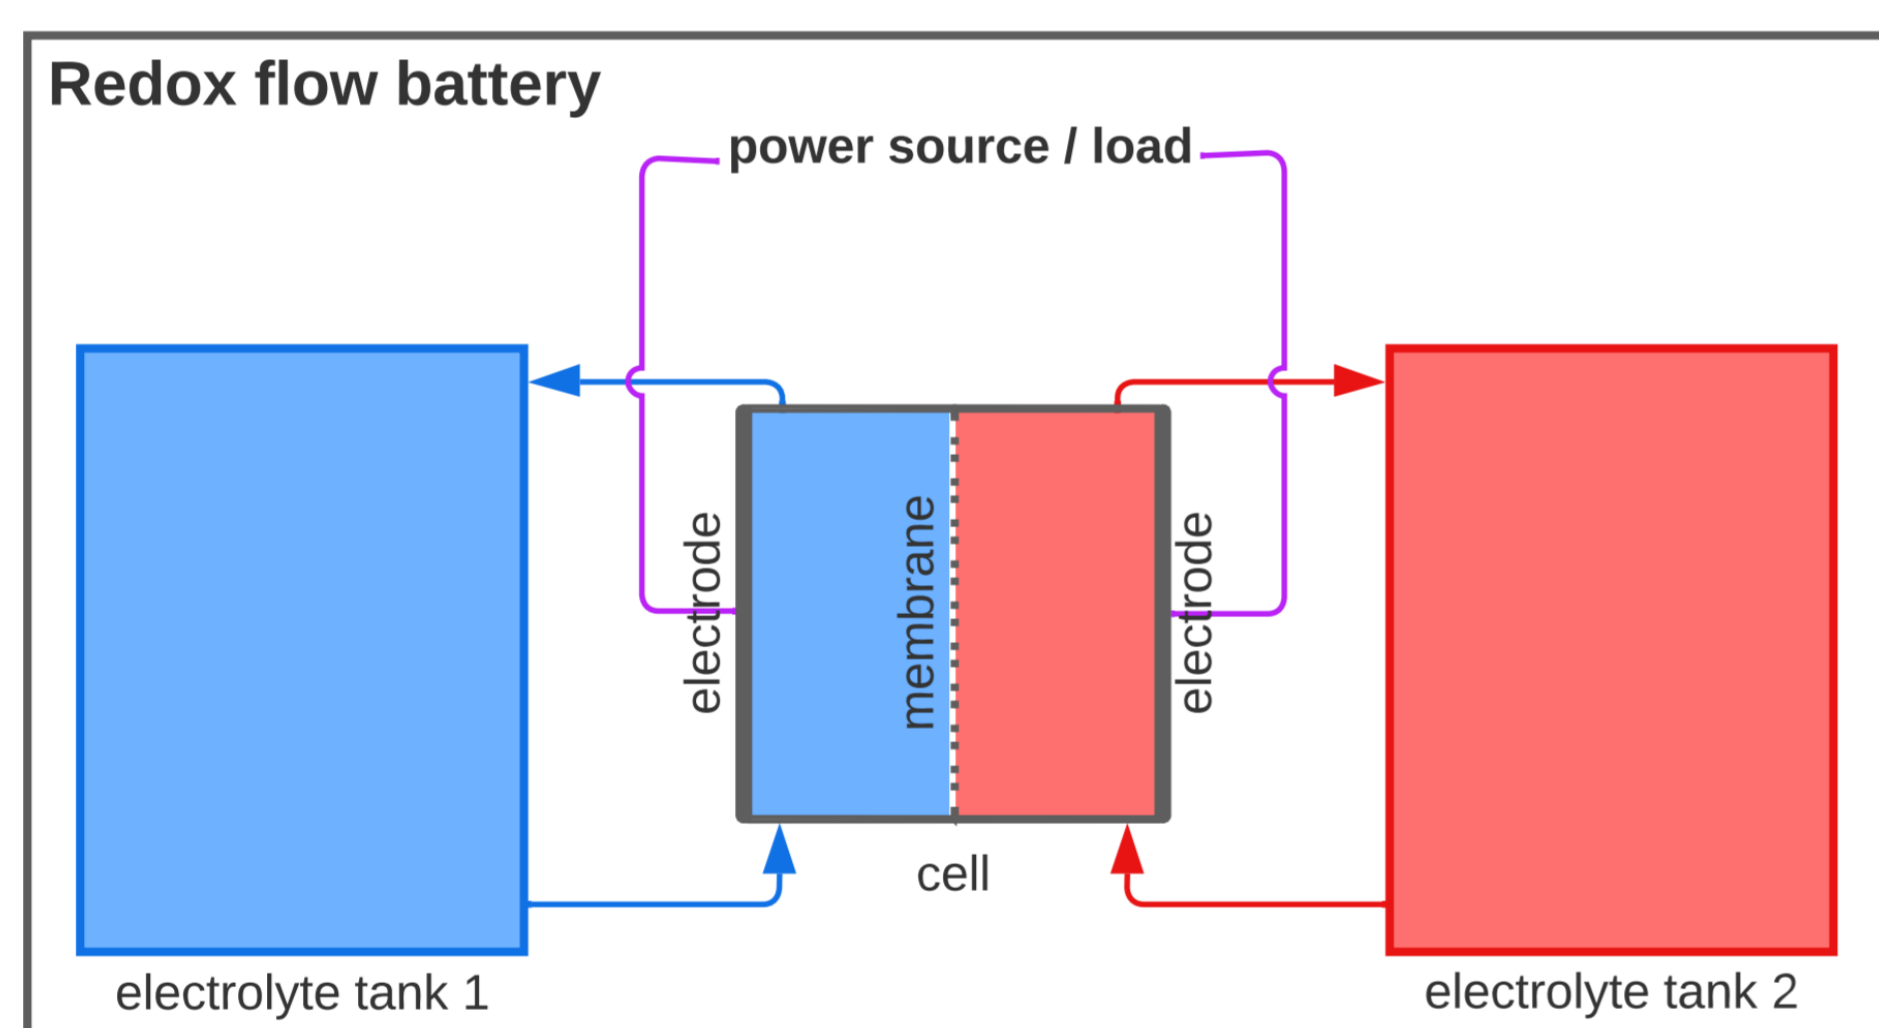 Redox flow battery
power source / load
electrode
membrane
electrode
cell
electrolyte tank 1
electrolyte tank 2